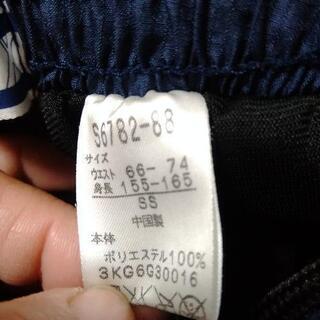 S6782-88
サイズ
ウエスト 66-74
身長 155-165
SS
中国製
本体
ポリエステル100%
3KG6G30016